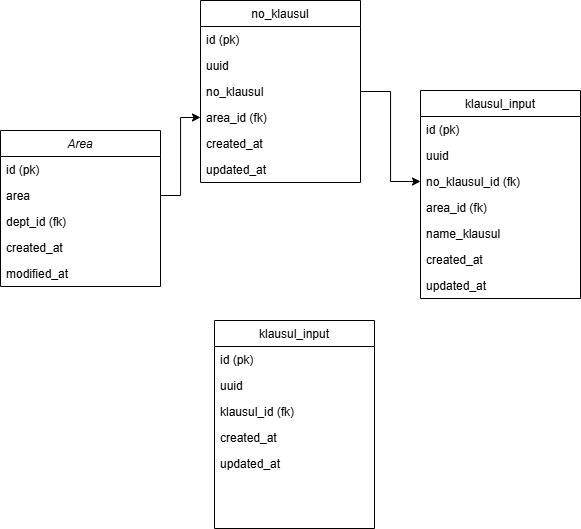 no_klausul
id (pk)
uuid
no_klausul
area_id (fk)
created_at
updated_at
Area
id (pk)
area
dept_id (fk)
created_at
modified_at
klausul_input
id (pk)
uuid
no_klausul_id (fk)
area_id (fk)
name_klausul
created_at
updated_at
klausul_input
id (pk)
uuid
klausul_id (fk)
created_at
updated_at